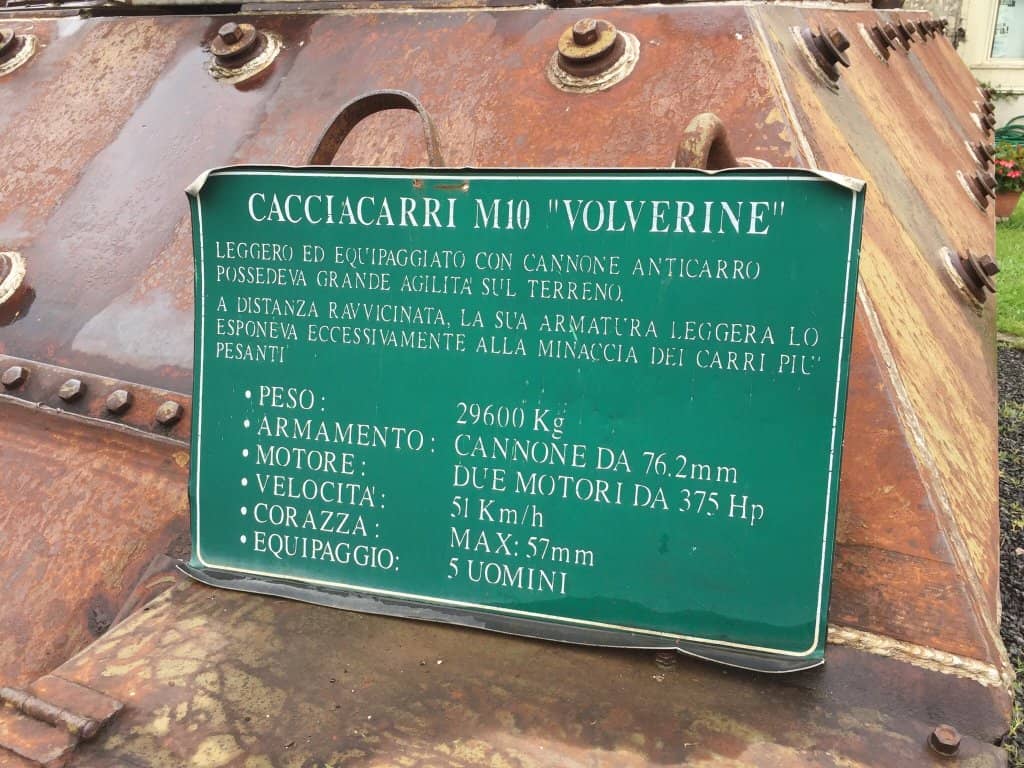 CACCIACARRI M10 "VOLVERINE"
LEGGERO ED EQUIPAGGIATO CON CANNONE ANTICARRO
POSSEDEVA GRANDE AGILITA' SUL TERRENO.
A DISTANZA RAVVICINATA, LA SUA ARMATURA LEGGERA LO
ESPONEVA ECCESSIVAMENTE ALLA MINACCIA DEI CARRI PIU'
PESANTI
• PESO: 29600 Kg
• ARMAMENTO: CANNONE DA 76.2mm
• MOTORE: DUE MOTORI DA 375 Hp
• VELOCITA': 51 Km/h
• CORAZZA: MAX: 57mm
• EQUIPAGGIO: 5 UOMINI